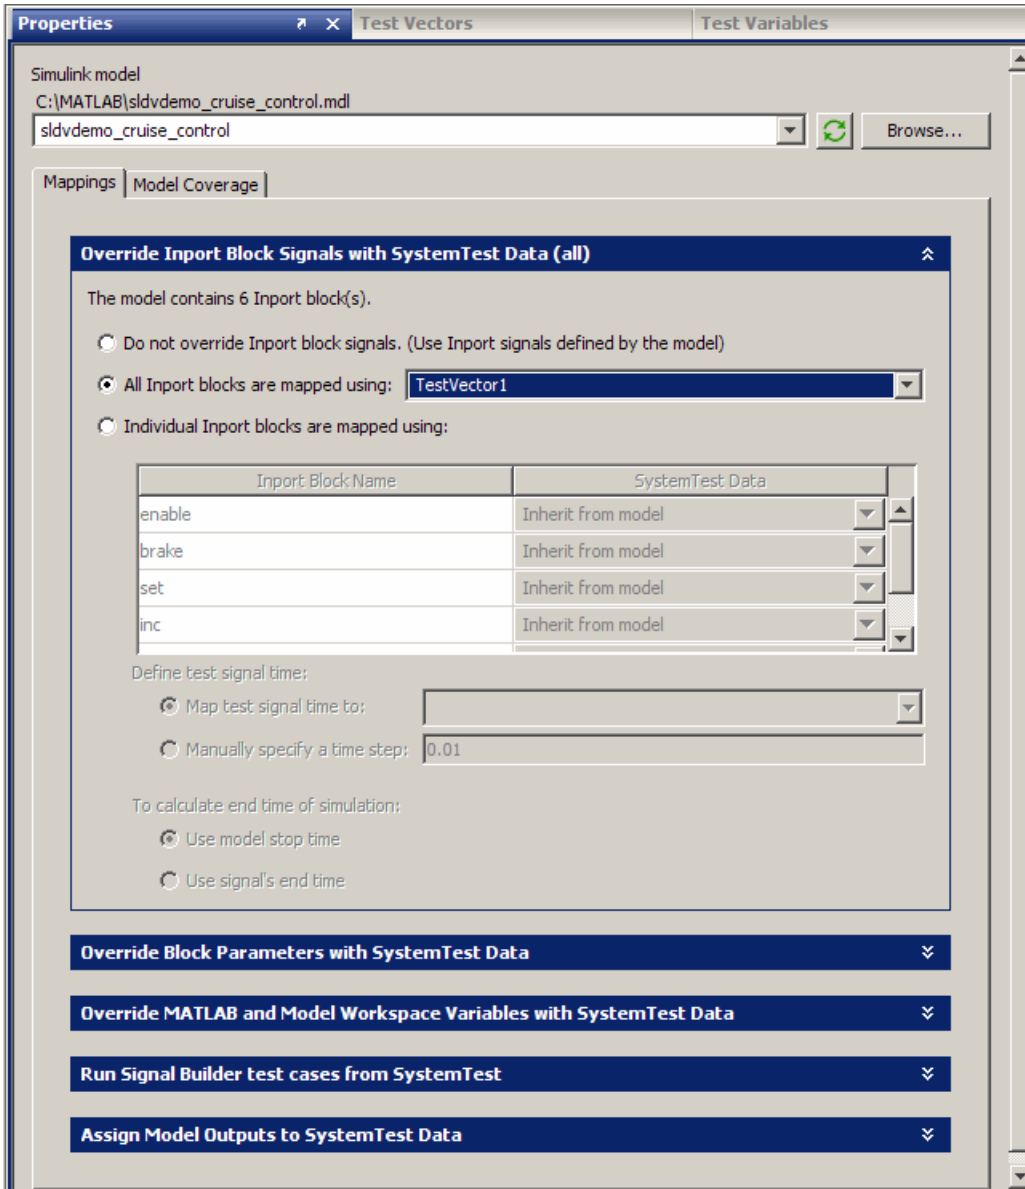 Properties Test Vectors Test Variables
Simulink model
C:\MATLAB\sldvdemo_cruise_control.mdl
sldvdemo_cruise_control Browse...
Mappings Model Coverage
Override Inport Block Signals with SystemTest Data (all)
The model contains 6 Inport block(s).
Do not override Inport block signals. (Use Inport signals defined by the model)
All Inport blocks are mapped using: TestVector1
Individual Inport blocks are mapped using:
Inport Block Name SystemTest Data
enable Inherit from model
brake Inherit from model
set Inherit from model
inc Inherit from model
Define test signal time:
Map test signal time to:
Manually specify a time step: 0.01
To calculate end time of simulation:
Use model stop time
Use signal's end time
Override Block Parameters with SystemTest Data
Override MATLAB and Model Workspace Variables with SystemTest Data
Run Signal Builder test cases from SystemTest
Assign Model Outputs to SystemTest Data